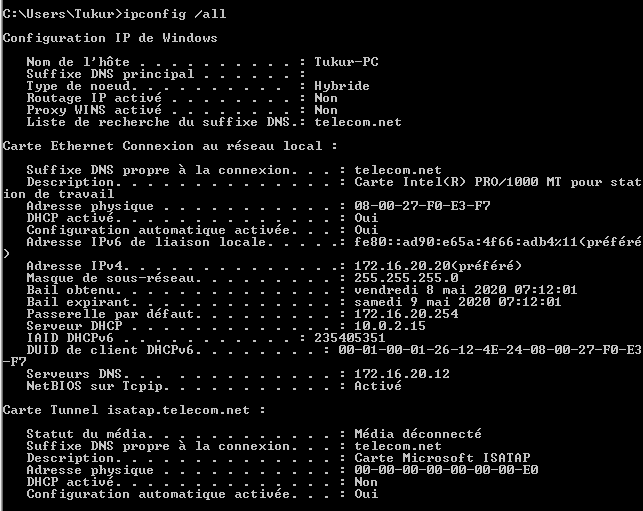 C:\Users\Tukur>ipconfig /all
Configuration IP de Windows
Nom de l'hôte . . . . . . . . . . : Tukur-PC
Suffixe DNS principal . . . . . . :
Type de noeud. . . . . . . . . . : Hybride
Routage IP activé . . . . . . . . : Non
Proxy WINS activé . . . . . . . . : Non
Liste de recherche du suffixe DNS.: telecom.net
Carte Ethernet Connexion au réseau local :
Suffixe DNS propre à la connexion. . . : telecom.net
Description. . . . . . . . . . . . . . : Carte Intel(R) PRO/1000 MT pour stat
ion de travail
Adresse physique . . . . . . . . . . . : 08-00-27-F0-E3-F7
DHCP activé. . . . . . . . . . . . . . : Oui
Configuration automatique activée. . . : Oui
Adresse IPv6 de liaison locale. . . . .: fe80::ad90:e65a:4f66:adb4%11(préféré
)
Adresse IPv4. . . . . . . . . . . . . .: 172.16.20.20(préféré)
Masque de sous-réseau. . . . . . . . . : 255.255.255.0
Bail obtenu. . . . . . . . . . . . . . : vendredi 8 mai 2020 07:12:01
Bail expirant. . . . . . . . . . . . . : samedi 9 mai 2020 07:12:01
Passerelle par défaut. . . . . . . . . : 172.16.20.254
Serveur DHCP . . . . . . . . . . . . . : 10.0.2.15
IAID DHCPv6 . . . . . . . . . . . : 235405351
DUID de client DHCPv6. . . . . . . . : 00-01-00-01-26-12-4E-24-08-00-27-F0-E3
-F7
Serveurs DNS. . . . . . . . . . . . . : 172.16.20.12
NetBIOS sur Tcpip. . . . . . . . . . . : Activé
Carte Tunnel isatap.telecom.net :
Statut du média. . . . . . . . . . . . : Média déconnecté
Suffixe DNS propre à la connexion. . . : telecom.net
Description. . . . . . . . . . . . . . : Carte Microsoft ISATAP
Adresse physique . . . . . . . . . . . : 00-00-00-00-00-00-00-E0
DHCP activé. . . . . . . . . . . . . . : Non
Configuration automatique activée. . . : Oui